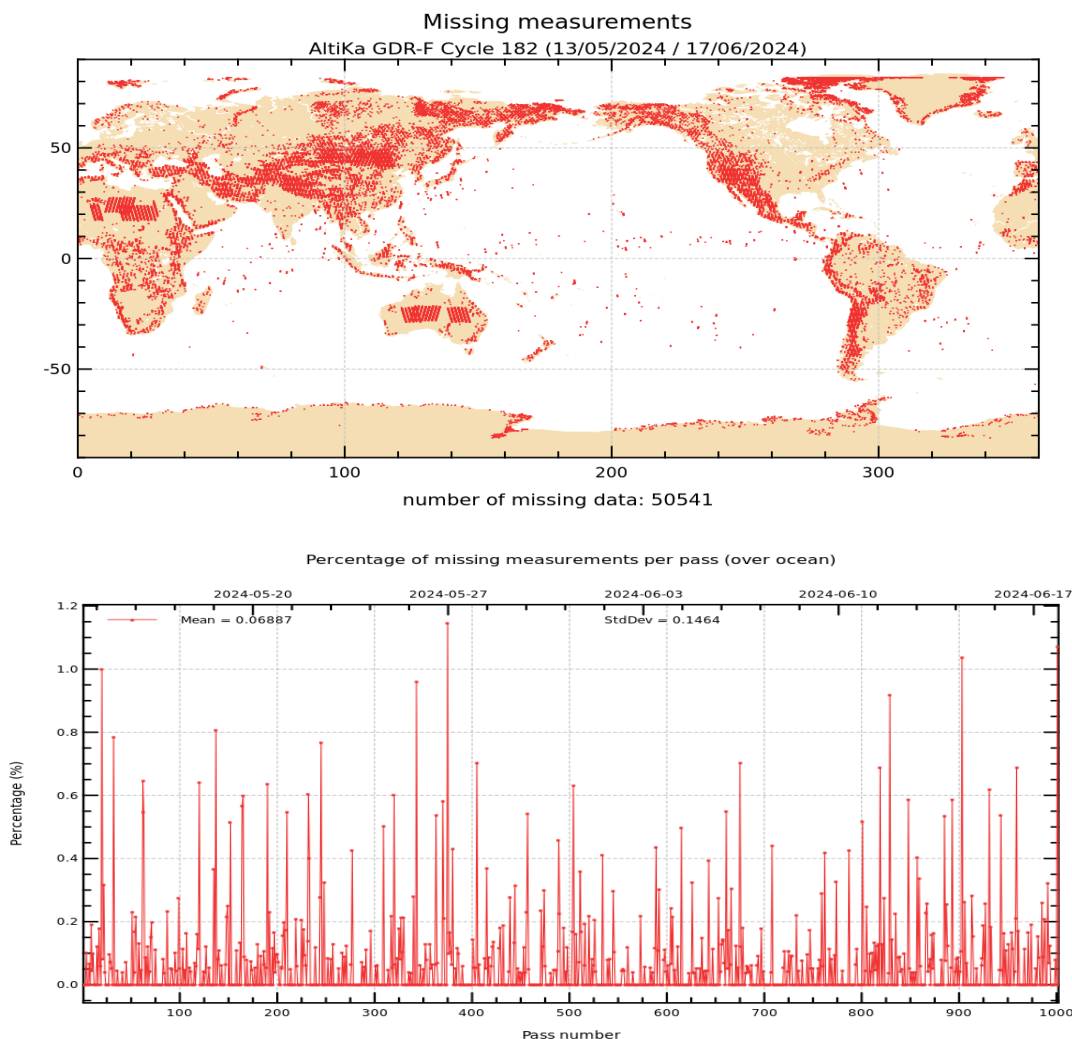 Missing measurements
AltiKa GDR-F Cycle 182 (13/05/2024 / 17/06/2024)
50
0
-50
0 100 200 300
number of missing data: 50541
Percentage of missing measurements per pass (over ocean)
2024-05-20 2024-05-27 2024-06-03 2024-06-10 2024-06-17
Mean = 0.06887 StdDev = 0.1464
1.2
1.0
0.8
0.6
0.4
0.2
0.0
Percentage (%)
100 200 300 400 500 600 700 800 900 1000
Pass number